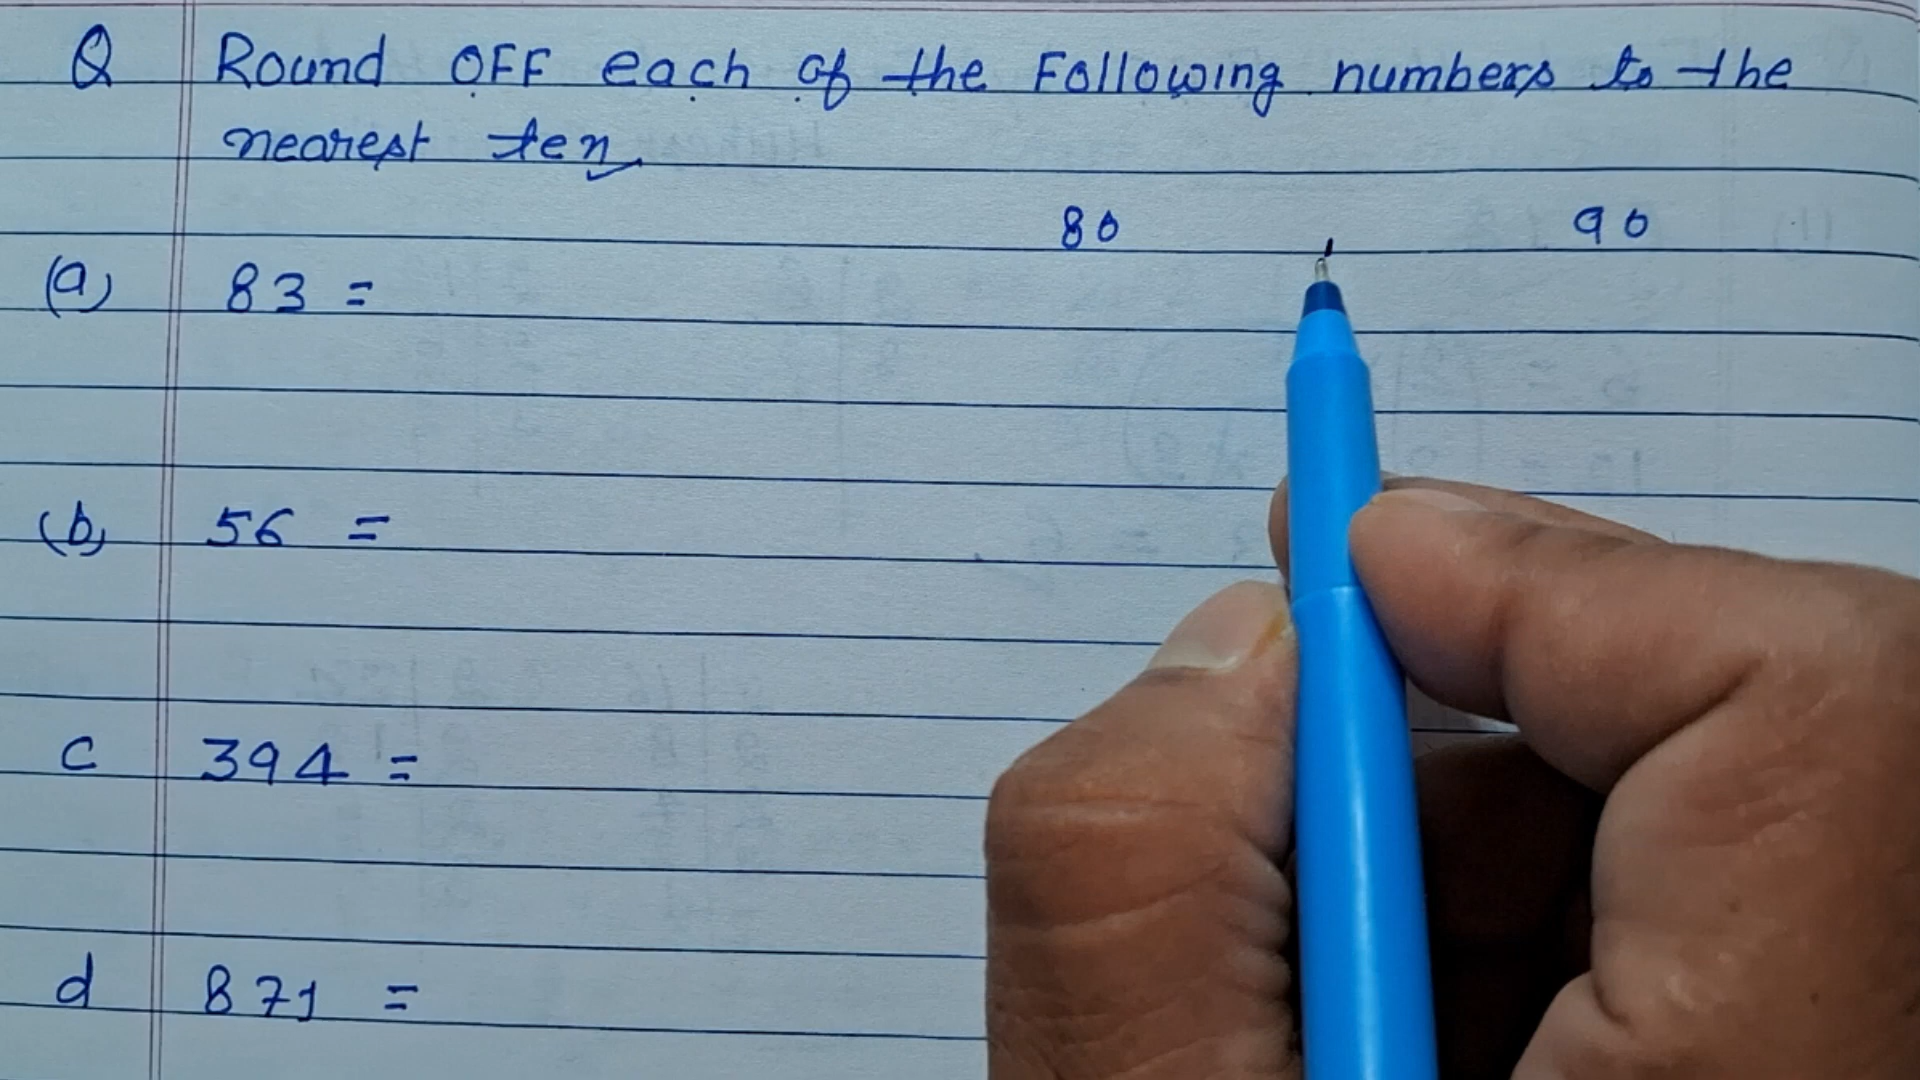 Q Round OFF each of the Following numbers to the
nearest ten
80 90
(a) 83 =
(b) 56 =
c 394 =
d 871 =